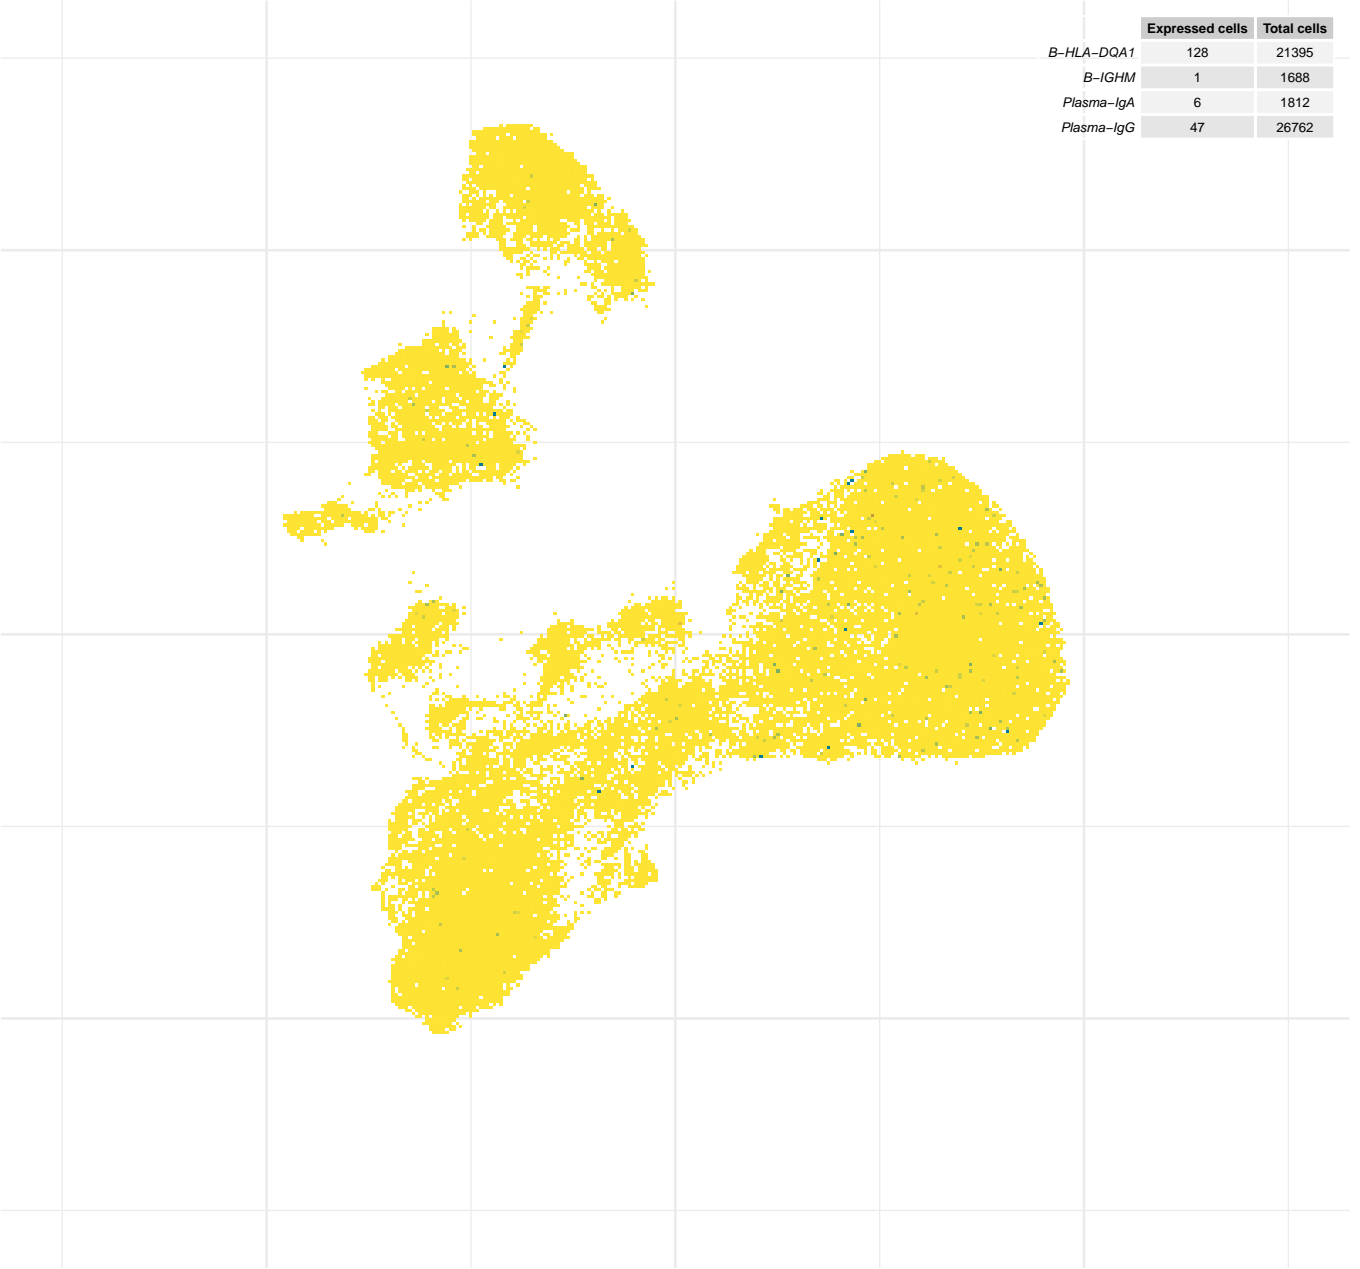 Expressed cells Total cells
B−HLA−DQA1 128 21395
B−IGHM 1 1688
Plasma−IgA 6 1812
Plasma−IgG 47 26762